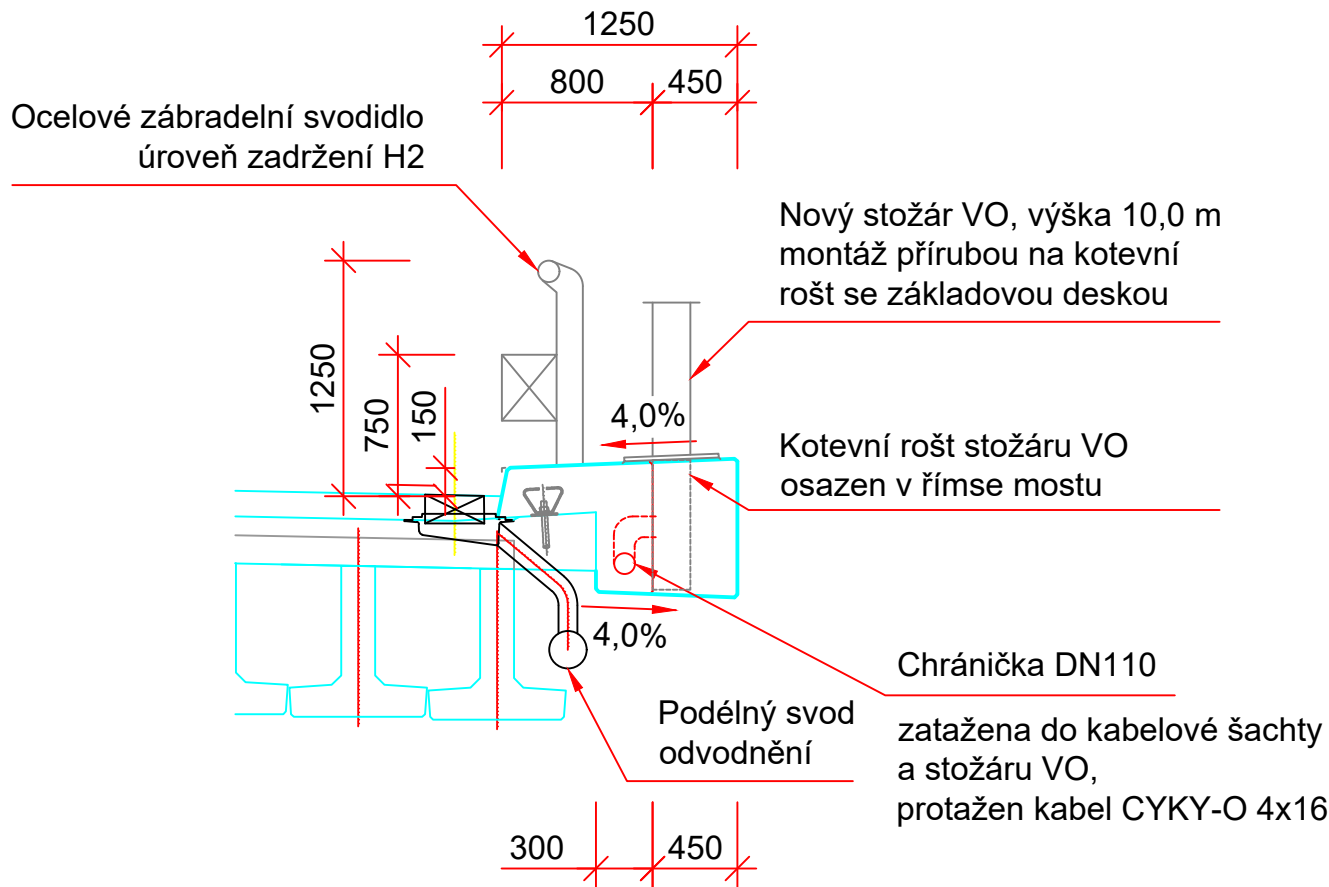 1250
800
450
Ocelové zábradelní svodidlo
úroveň zadržení H2
Nový stožár VO, výška 10,0 m
montáž přírubou na kotevní
rošt se základovou deskou
1250
750
150
4,0%
Kotevní rošt stožáru VO
osazen v římse mostu
4,0%
Chránička DN110
zatažena do kabelové šachty
a stožáru VO,
protažen kabel CYKY-O 4x16
Podélný svod
odvodnění
300
450